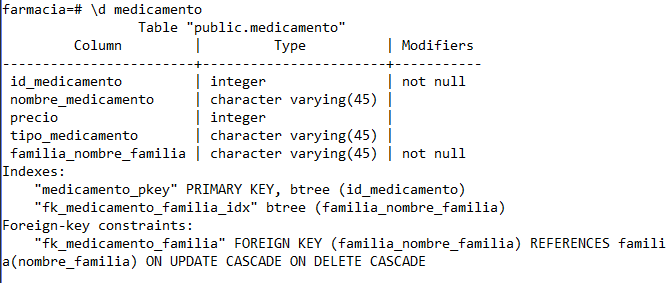 farmacia=# \d medicamento
                 Table "public.medicamento"
         Column         |         Type          | Modifiers
------------------------+-----------------------+-----------
 id_medicamento         | integer               | not null
 nombre_medicamento     | character varying(45) |
 precio                 | integer               |
 tipo_medicamento       | character varying(45) |
 familia_nombre_familia | character varying(45) | not null
Indexes:
    "medicamento_pkey" PRIMARY KEY, btree (id_medicamento)
    "fk_medicamento_familia_idx" btree (familia_nombre_familia)
Foreign-key constraints:
    "fk_medicamento_familia" FOREIGN KEY (familia_nombre_familia) REFERENCES famili
a(nombre_familia) ON UPDATE CASCADE ON DELETE CASCADE